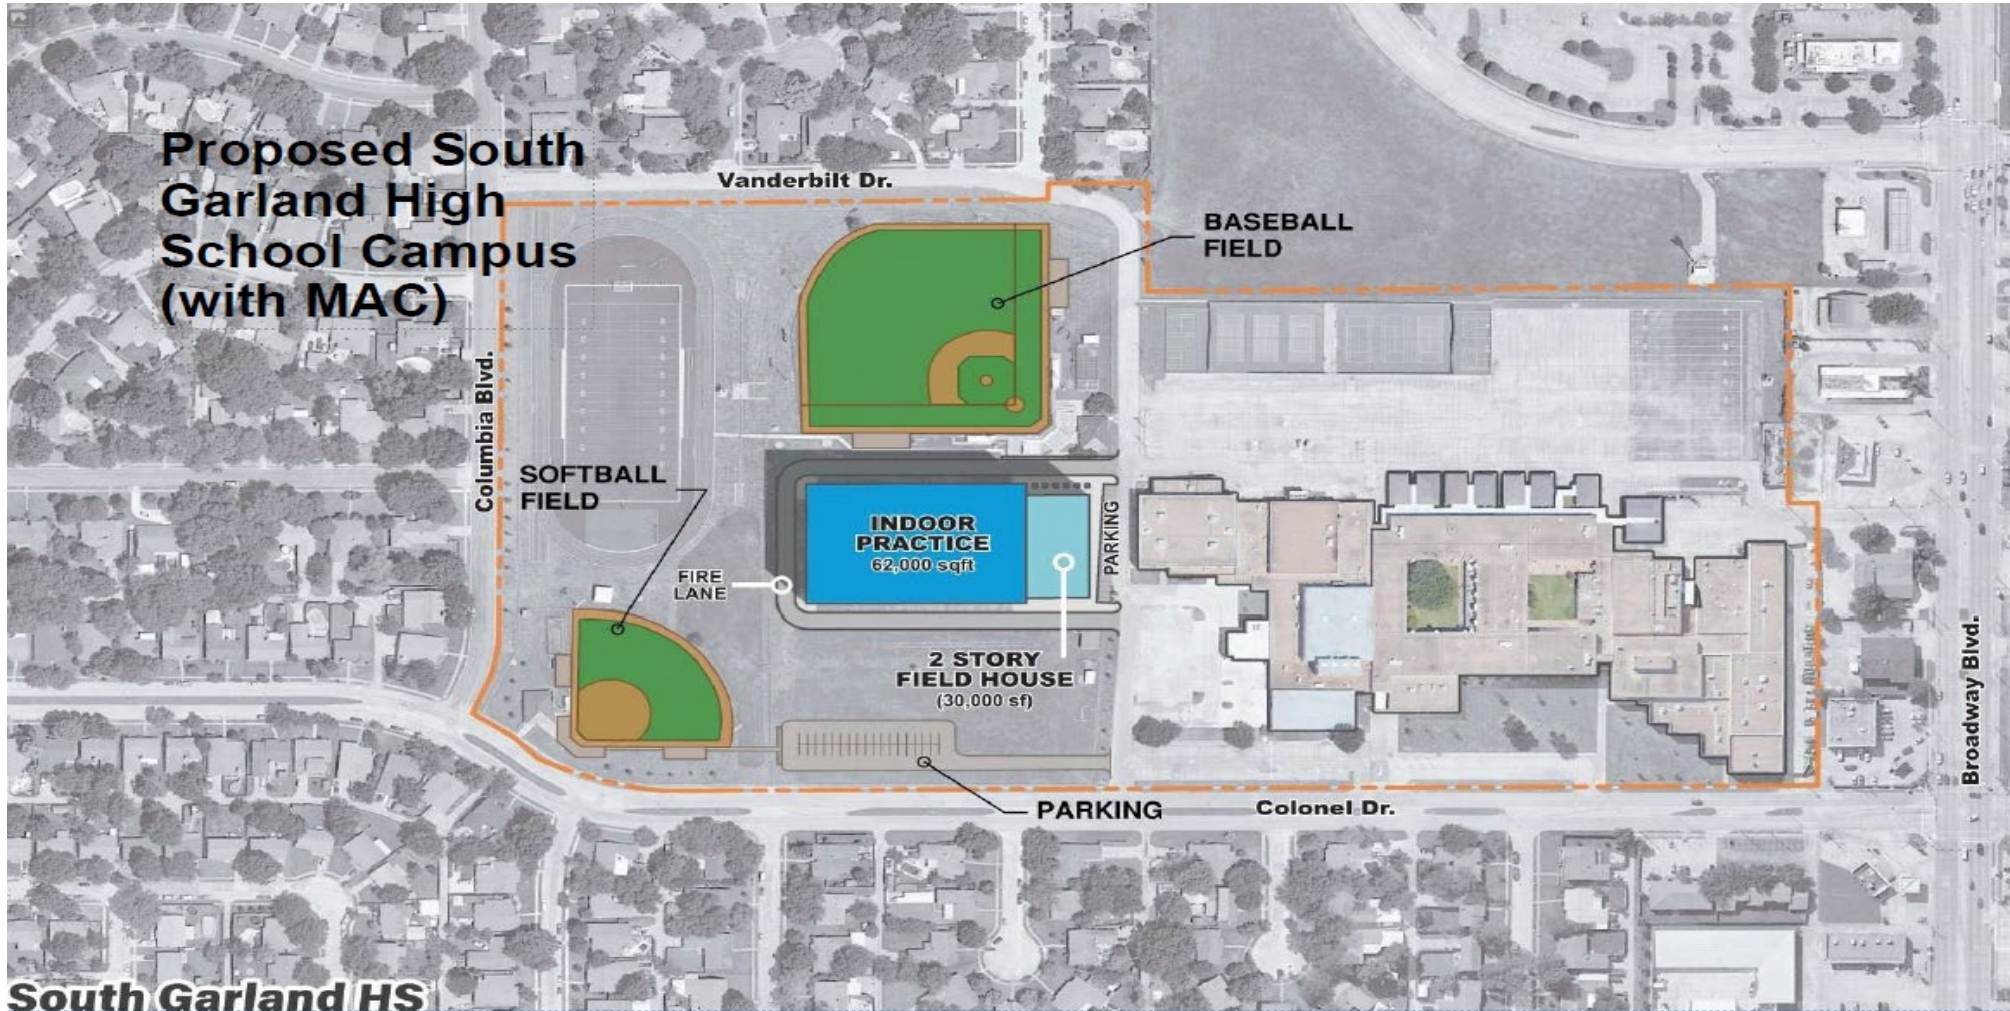 Proposed South
Garland High
School Campus
(with MAC)
Vanderbilt Dr.
BASEBALL
FIELD
Columbia Blvd.
SOFTBALL
FIELD
INDOOR
PRACTICE
62,000 sqft
PARKING
FIRE
LANE
2 STORY
FIELD HOUSE
(30,000 sf)
Broadway Blvd.
PARKING
Colonel Dr.
South Garland HS